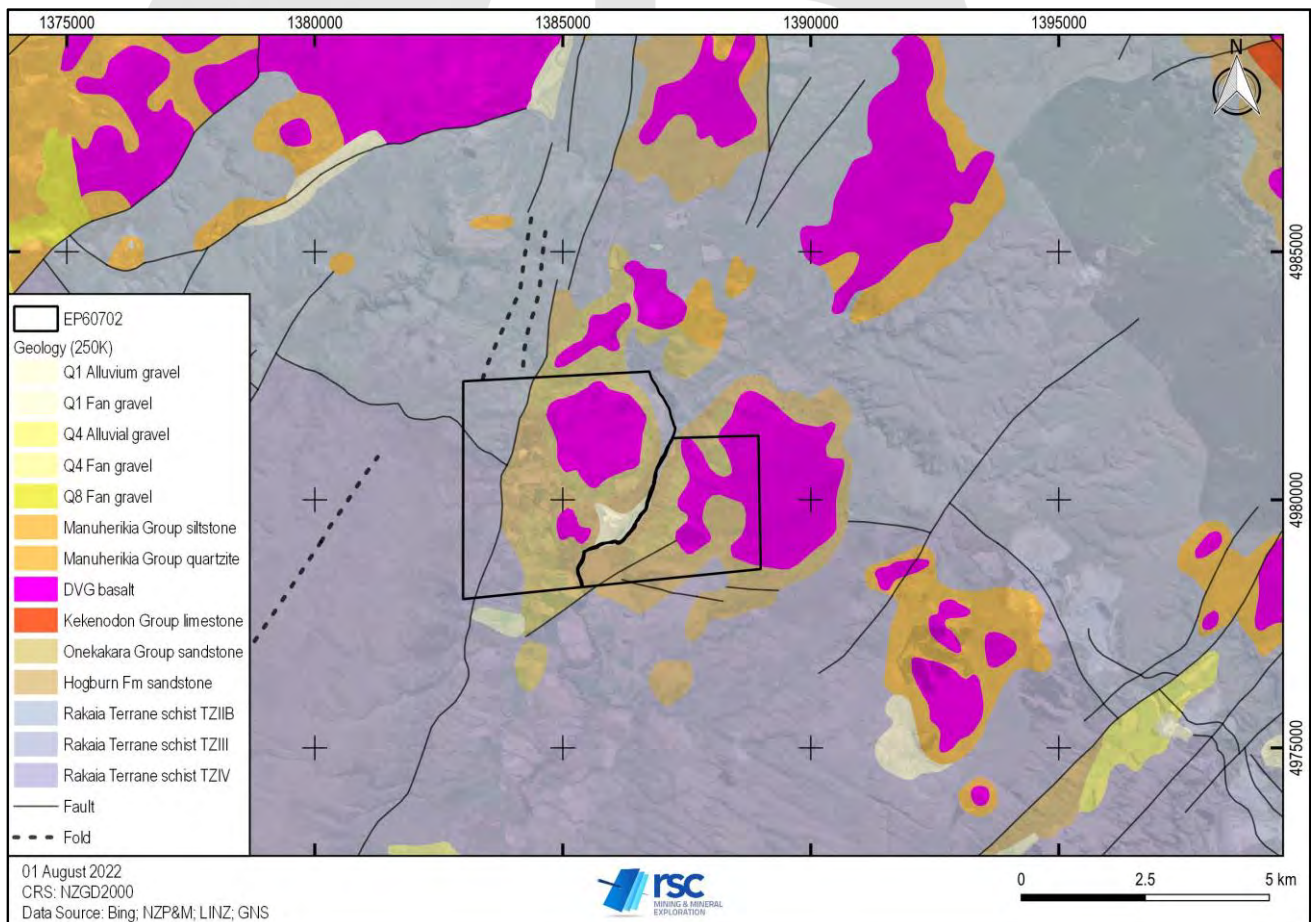 1375000
1380000
1385000
1390000
1395000
N
4985000
4980000
4975000
EP60702
Geology (250K)
Q1 Alluvium gravel
Q1 Fan gravel
Q4 Alluvial gravel
Q4 Fan gravel
Q8 Fan gravel
Manuherikia Group siltstone
Manuherikia Group quartzite
DVG basalt
Kekenodon Group limestone
Onekakara Group sandstone
Hogburn Fm sandstone
Rakaia Terrane schist TZIIB
Rakaia Terrane schist TZIII
Rakaia Terrane schist TZIV
Fault
Fold
01 August 2022
CRS: NZGD2000
Data Source: Bing; NZP&M; LINZ; GNS
rsc
MINING & MINERAL
EXPLORATION
0 2.5 5 km